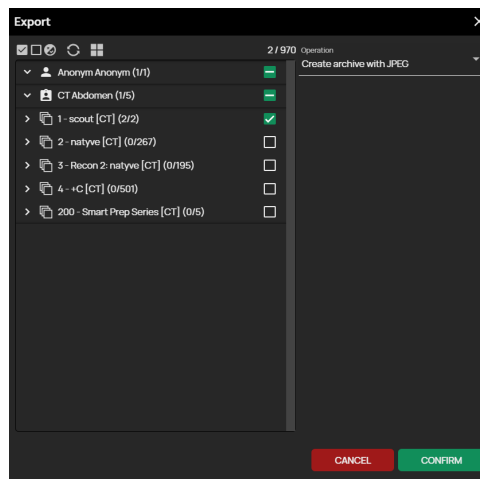 Export
2 / 970
Operation
Create archive with JPEG
Anonym Anonym (1/1)
CT Abdomen (1/5)
1 - scout [CT] (2/2)
2 - natyve [CT] (0/267)
3 - Recon 2: natyve [CT] (0/195)
4 - +C [CT] (0/501)
200 - Smart Prep Series [CT] (0/5)
CANCEL
CONFIRM